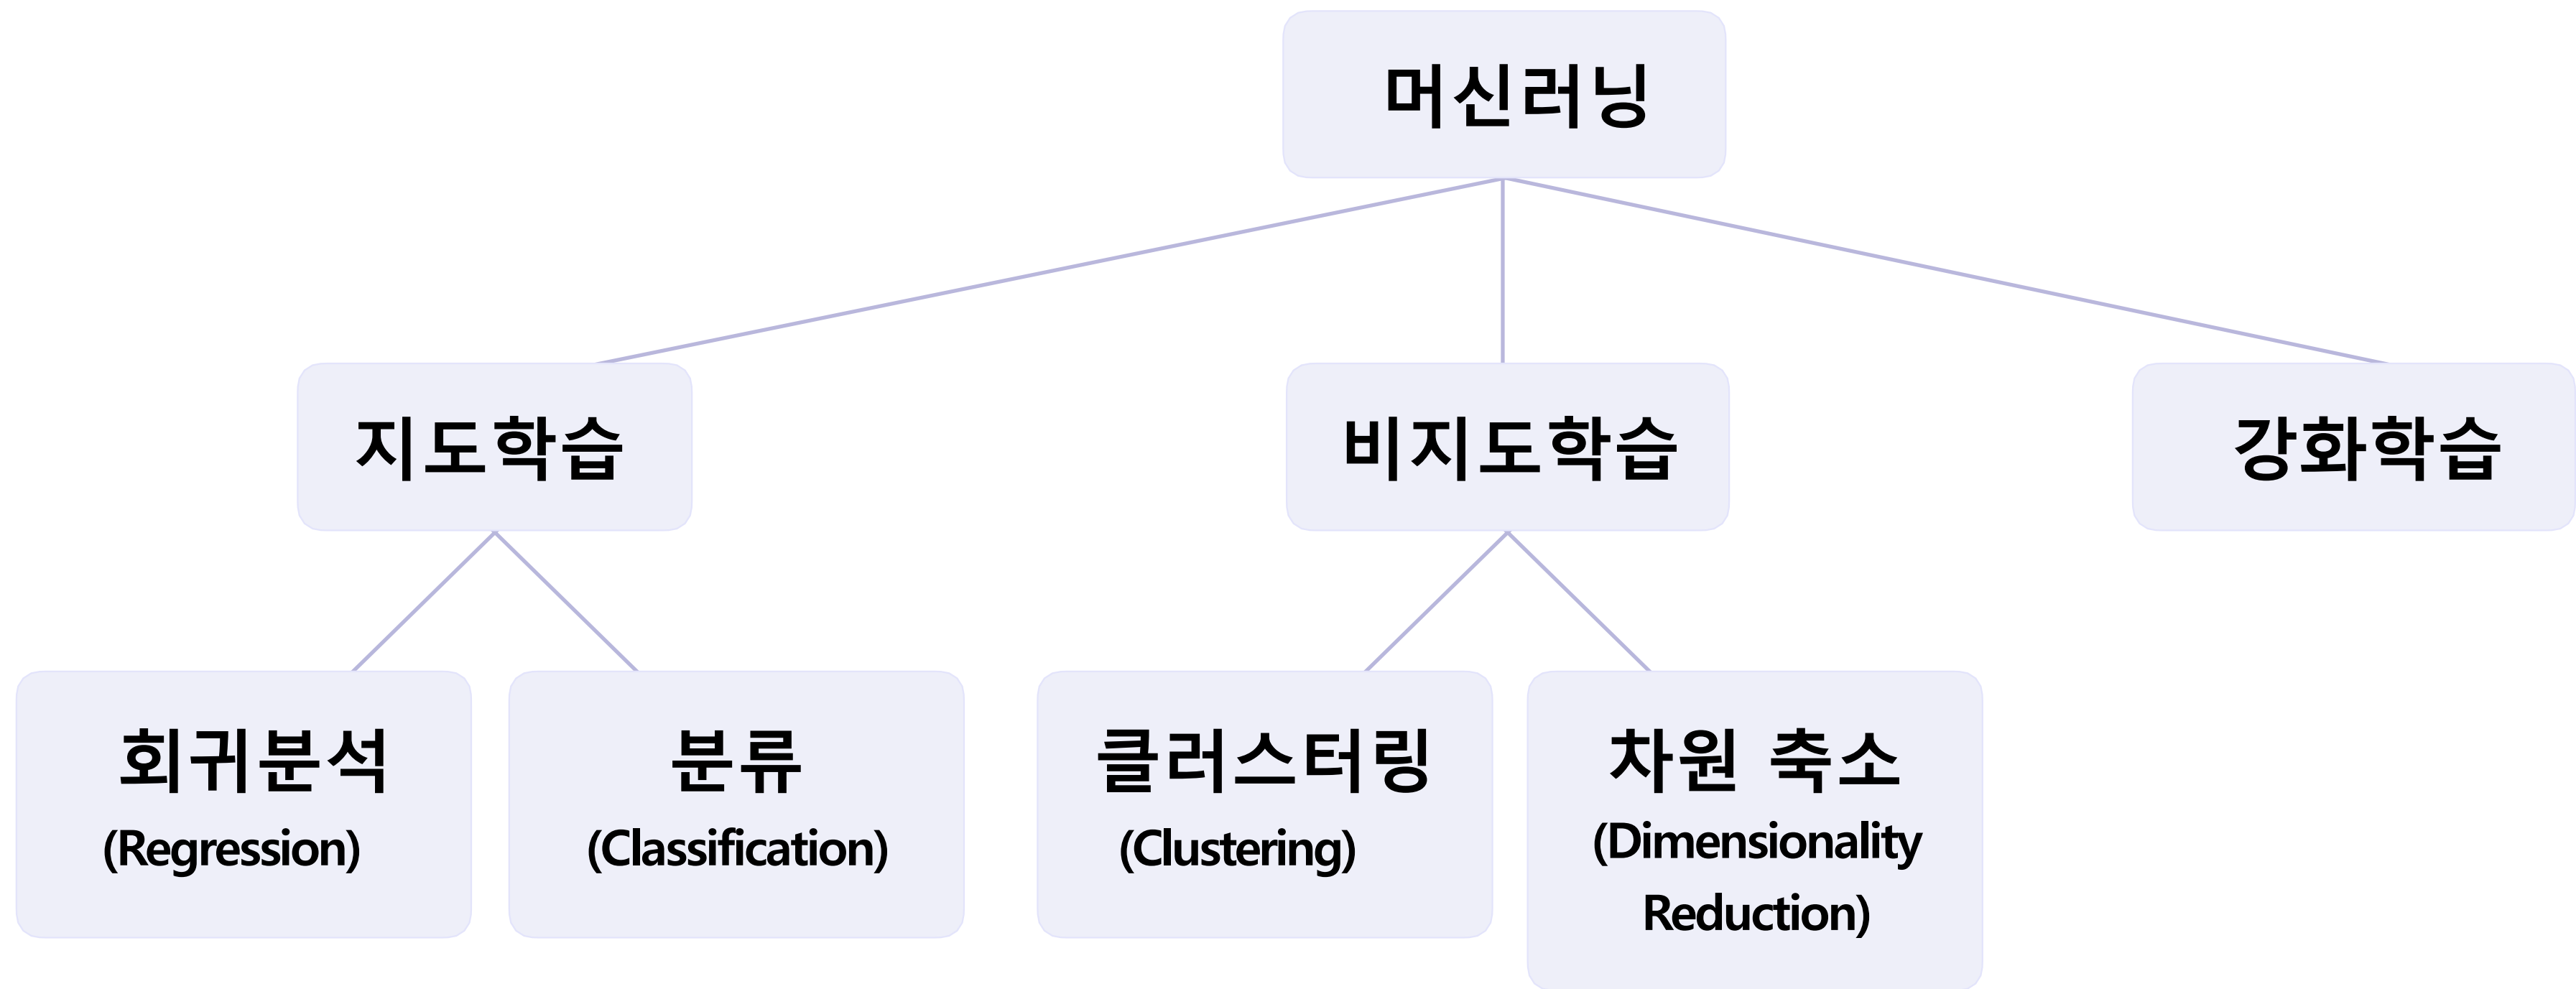 머신러닝
지도학습
비지도학습
강화학습
회귀분석
(Regression)
분류
(Classification)
클러스터링
(Clustering)
차원 축소
(Dimensionality
Reduction)